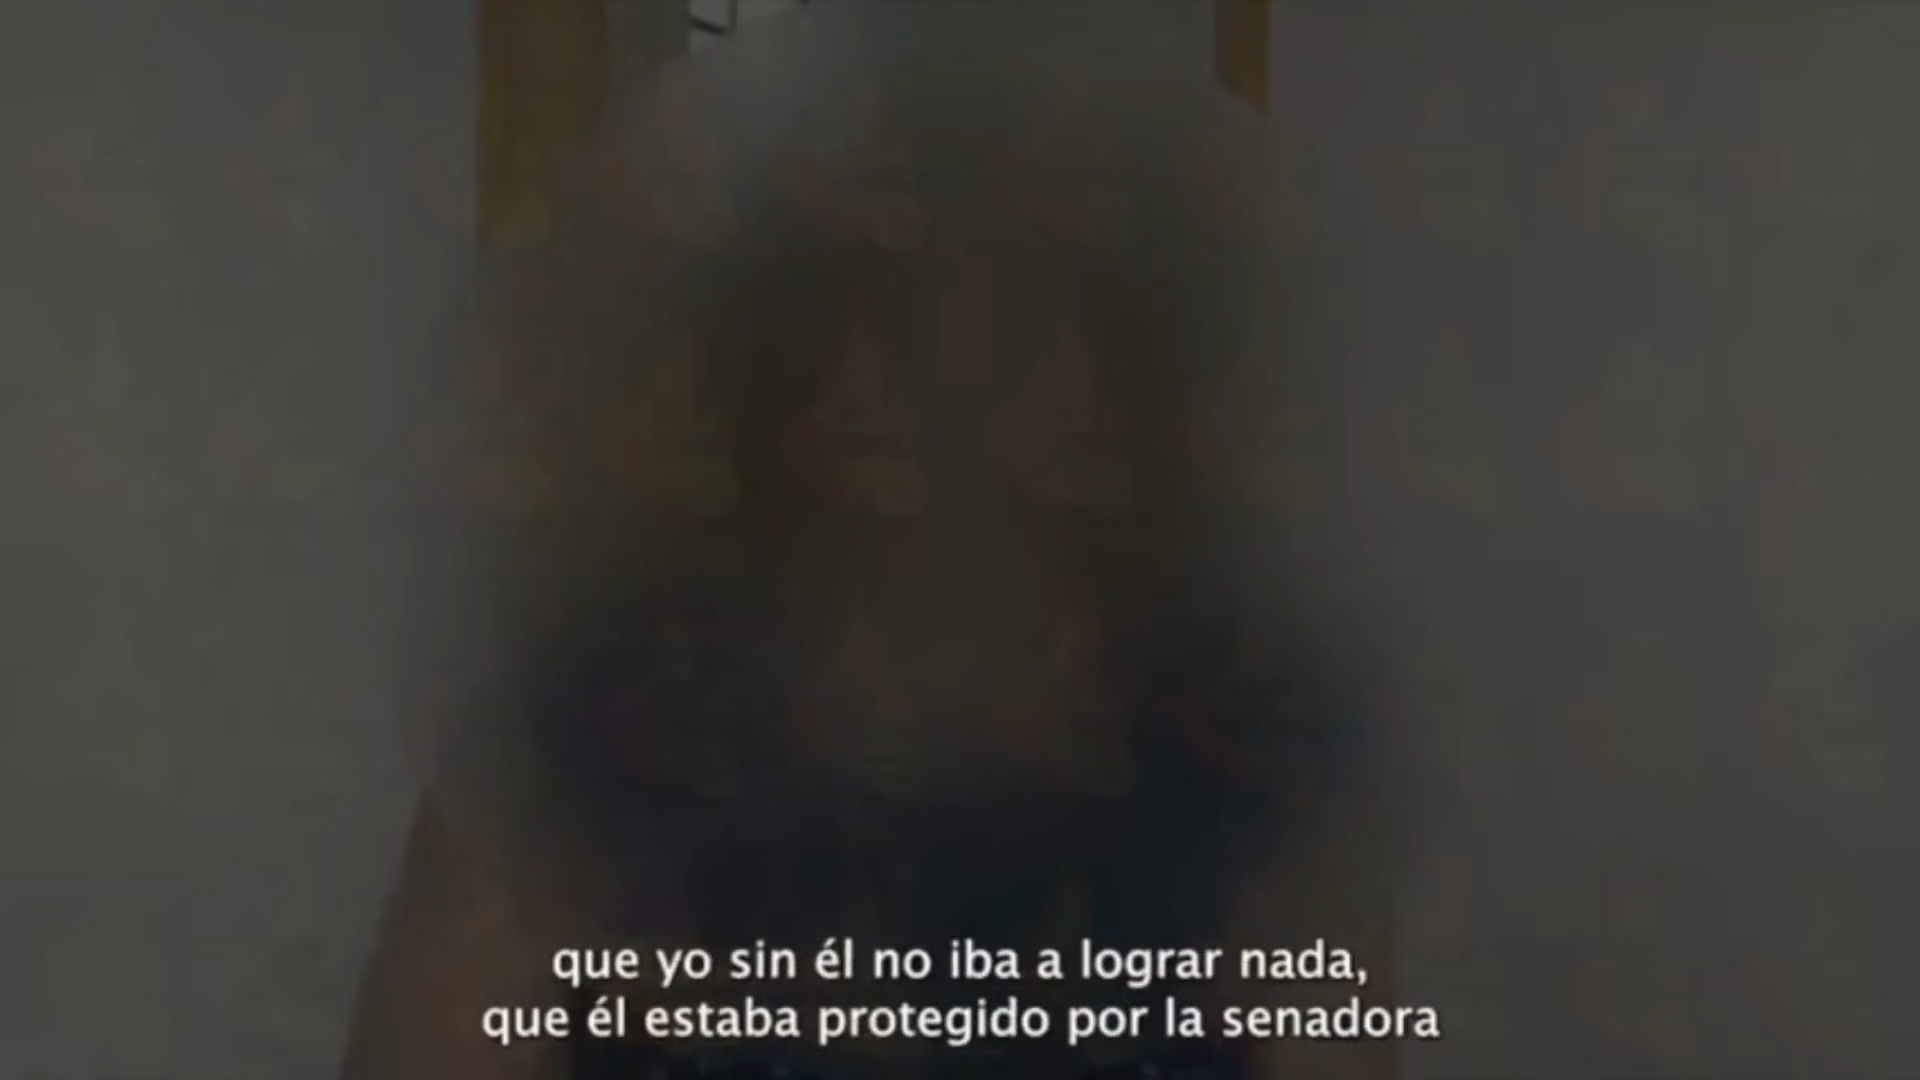 que yo sin él no iba a lograr nada,
que él estaba protegido por la senadora